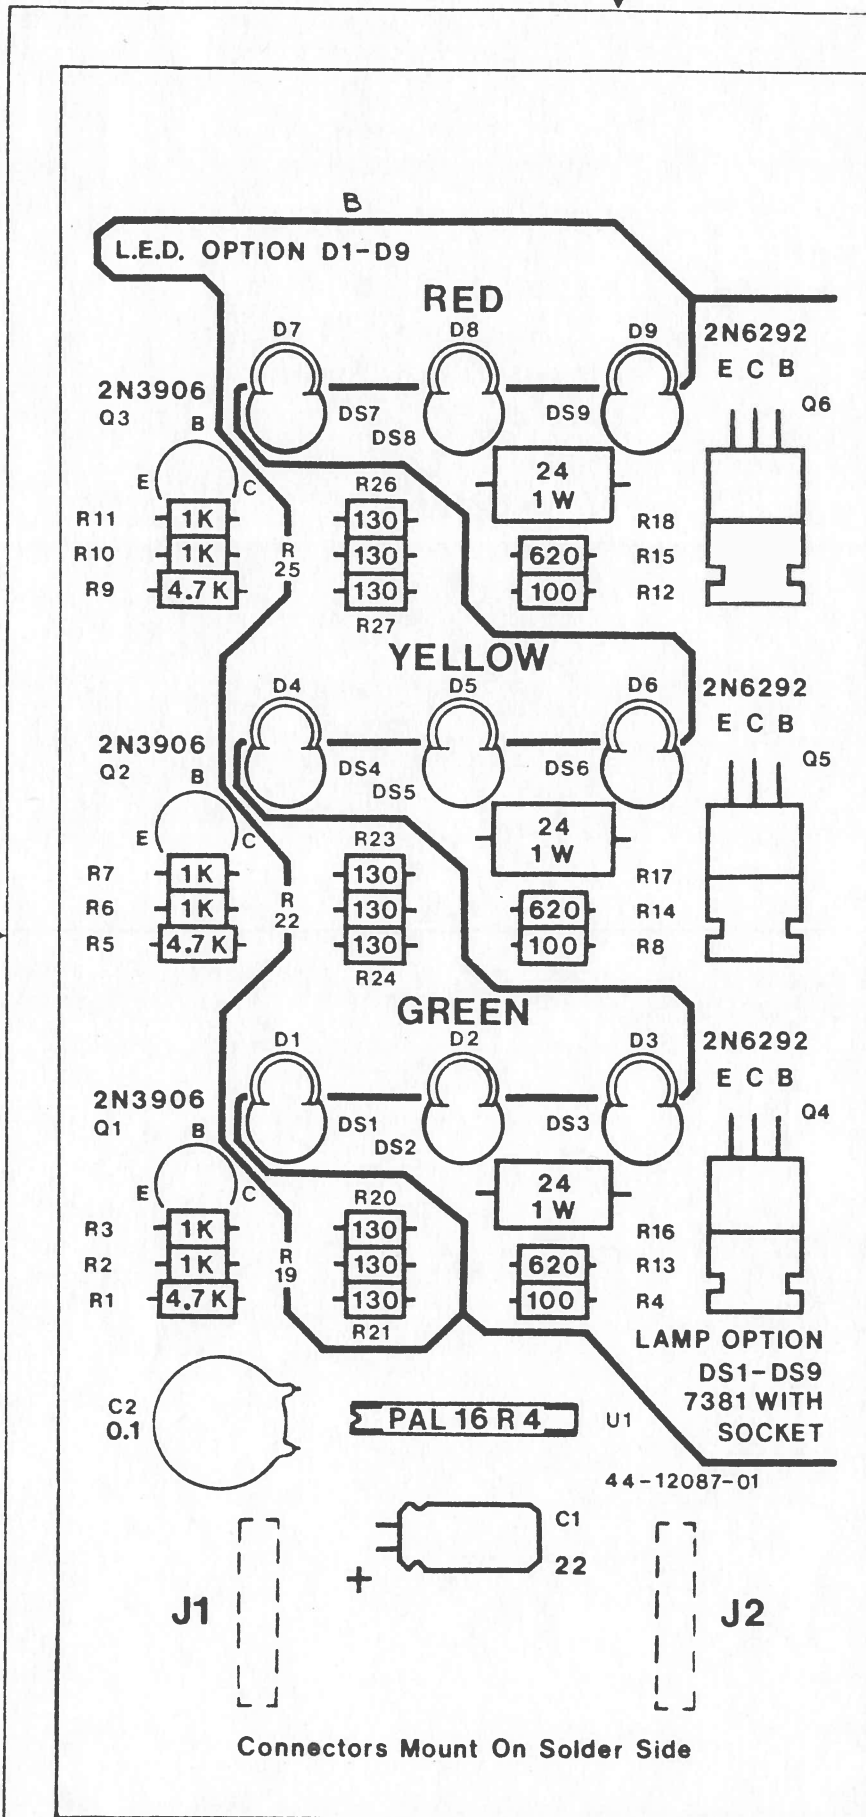 B
L.E.D. OPTION D1-D9
RED
D7 D8 D9 2N6292
E C B
2N3906 Q6
Q3 B DS7 DS9
DS8
E C R26 24
1W
R11 1K 130 R18
R10 1K R 130 620 R15
25
R9 4.7K 130 100 R12
R27
YELLOW
D4 D5 D6 2N6292
E C B
2N3906 Q5
Q2 B DS4 DS6
DS5
E C R23 24
1W
R7 1K 130 R17
R6 1K R 130 620 R14
22
R5 4.7K 130 100 R8
R24
GREEN
D1 D2 D3 2N6292
E C B
2N3906 Q4
Q1 B DS1 DS3
DS2
E C R20 24
1W
R3 1K 130 R16
R2 1K R 130 620 R13
19
R1 4.7K 130 100 R4
R21
LAMP OPTION
DS1-DS9
7381 WITH
SOCKET
C2
0.1
PAL 16 R 4 U1
44-12087-01
C1
22
+
J1 J2
Connectors Mount On Solder Side